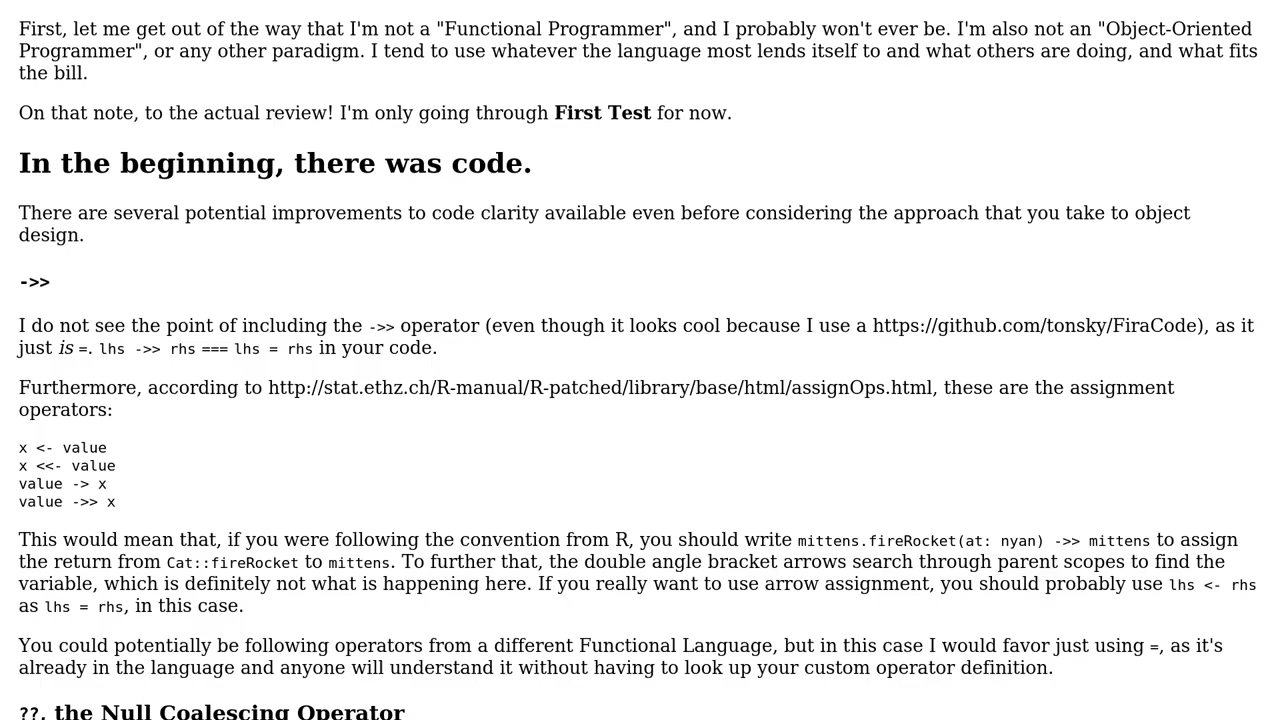 First, let me get out of the way that I'm not a "Functional Programmer", and I probably won't ever be. I'm also not an "Object-Oriented
Programmer", or any other paradigm. I tend to use whatever the language most lends itself to and what others are doing, and what fits
the bill.
On that note, to the actual review! I'm only going through First Test for now.
In the beginning, there was code.
There are several potential improvements to code clarity available even before considering the approach that you take to object
design.
->>
I do not see the point of including the ->> operator (even though it looks cool because I use a https://github.com/tonsky/FiraCode), as it
just is =. lhs ->> rhs === lhs = rhs in your code.
Furthermore, according to http://stat.ethz.ch/R-manual/R-patched/library/base/html/assignOps.html, these are the assignment
operators:
x <- value
x <<- value
value -> x
value ->> x
This would mean that, if you were following the convention from R, you should write mittens.fireRocket(at: nyan) ->> mittens to assign
the return from Cat::fireRocket to mittens. To further that, the double angle bracket arrows search through parent scopes to find the
variable, which is definitely not what is happening here. If you really want to use arrow assignment, you should probably use lhs <- rhs
as lhs = rhs, in this case.
You could potentially be following operators from a different Functional Language, but in this case I would favor just using =, as it's
already in the language and anyone will understand it without having to look up your custom operator definition.
??, the Null Coalescing Operator